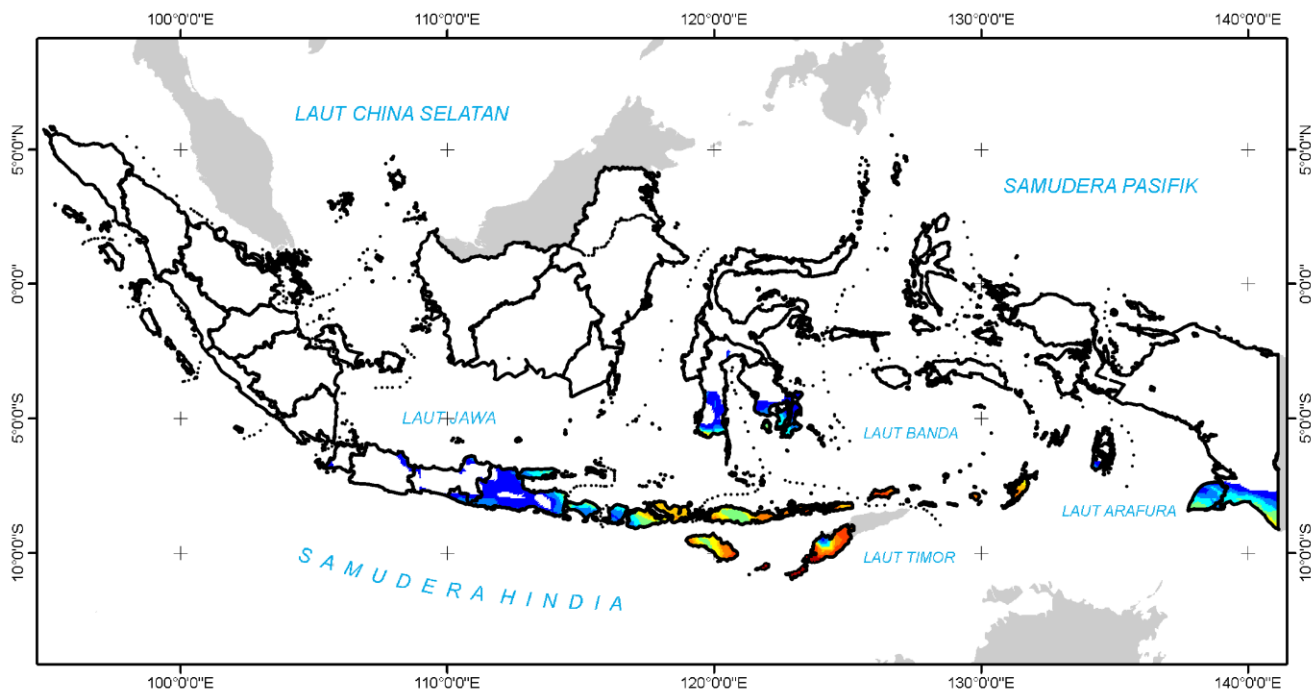 100°0'0"E 110°0'0"E 120°0'0"E 130°0'0"E 140°0'0"E
LAUT CHINA SELATAN
5°0'0"N 5°0'0"N
SAMUDERA PASIFIK
0°0'0" 0°0'0"
LAUT JAWA
5°0'0"S 5°0'0"S
LAUT BANDA
LAUT ARAFURA
10°0'0"S 10°0'0"S
LAUT TIMOR
SAMUDERA HINDIA
100°0'0"E 110°0'0"E 120°0'0"E 130°0'0"E 140°0'0"E